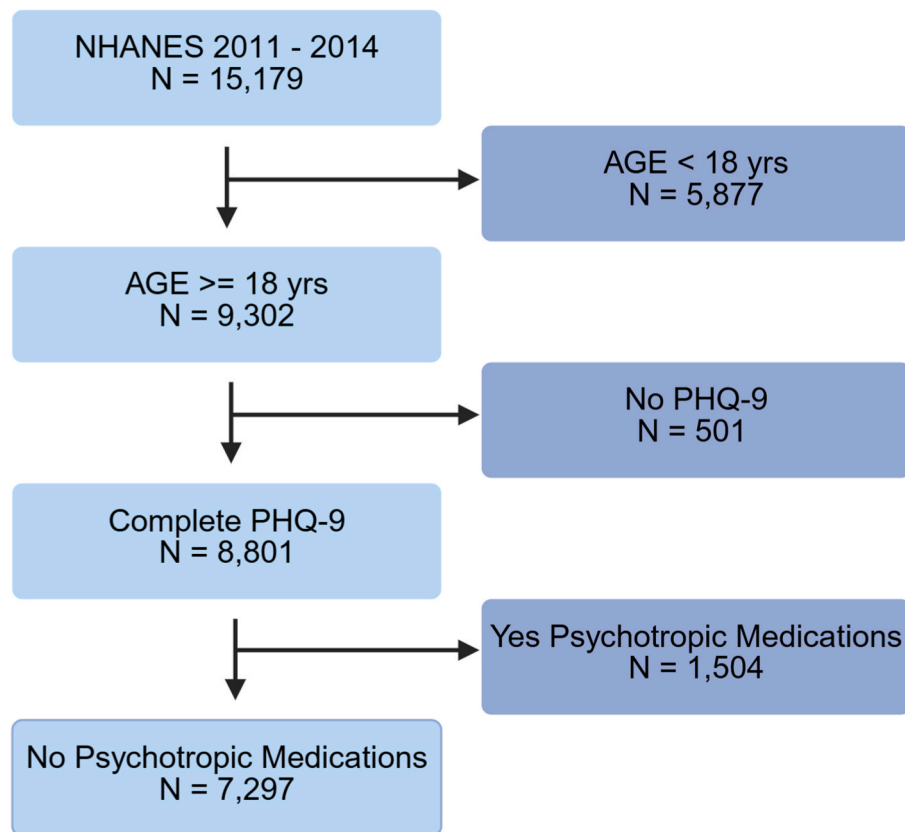 NHANES 2011 - 2014
N = 15,179
AGE < 18 yrs
N = 5,877
AGE >= 18 yrs
N = 9,302
No PHQ-9
N = 501
Complete PHQ-9
N = 8,801
Yes Psychotropic Medications
N = 1,504
No Psychotropic Medications
N = 7,297